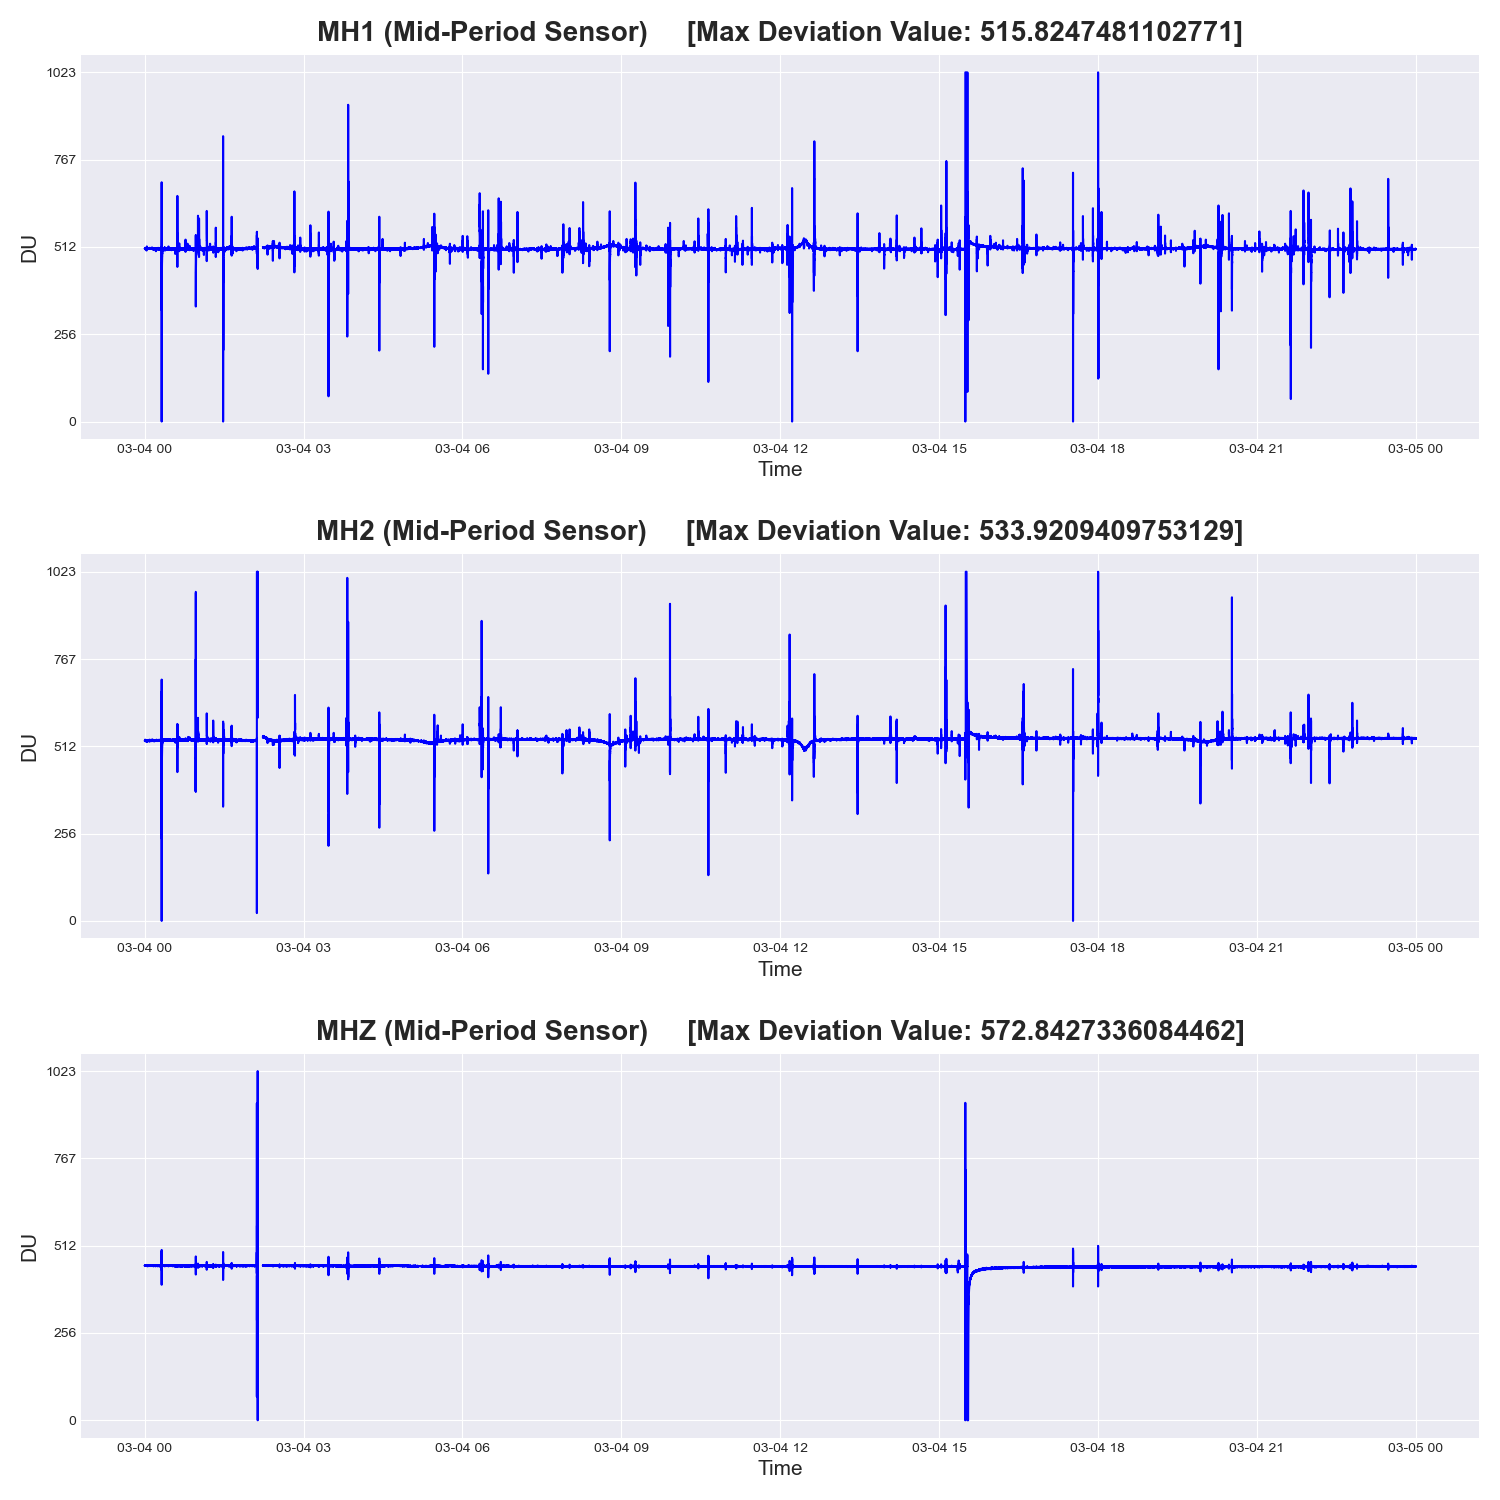 MH1 (Mid-Period Sensor) [Max Deviation Value: 515.8247481102771]
1023
767
512
256
0
DU
03-04 00 03-04 03 03-04 06 03-04 09 03-04 12 03-04 15 03-04 18 03-04 21 03-05 00
Time
MH2 (Mid-Period Sensor) [Max Deviation Value: 533.9209409753129]
1023
767
512
256
0
DU
03-04 00 03-04 03 03-04 06 03-04 09 03-04 12 03-04 15 03-04 18 03-04 21 03-05 00
Time
MHZ (Mid-Period Sensor) [Max Deviation Value: 572.8427336084462]
1023
767
512
256
0
DU
03-04 00 03-04 03 03-04 06 03-04 09 03-04 12 03-04 15 03-04 18 03-04 21 03-05 00
Time